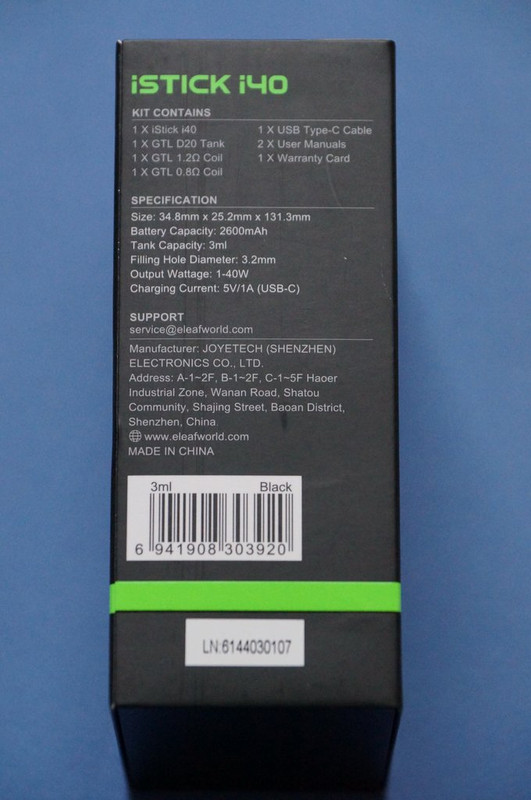 iSTICK i40
KIT CONTAINS
1 X iStick i40
1 X GTL D20 Tank
1 X GTL 1.2Ω Coil
1 X GTL 0.8Ω Coil
1 X USB Type-C Cable
2 X User Manuals
1 X Warranty Card
SPECIFICATION
Size: 34.8mm x 25.2mm x 131.3mm
Battery Capacity: 2600mAh
Tank Capacity: 3ml
Filling Hole Diameter: 3.2mm
Output Wattage: 1-40W
Charging Current: 5V/1A (USB-C)
SUPPORT
service@eleafworld.com
Manufacturer: JOYETECH (SHENZHEN)
ELECTRONICS CO., LTD.
Address: A-1~2F, B-1~2F, C-1~5F Haoer
Industrial Zone, Wanan Road, Shatou
Community, Shajing Street, Baoan District,
Shenzhen, China
www.eleafworld.com
MADE IN CHINA
3ml Black
6 941908 303920
LN:6144030107